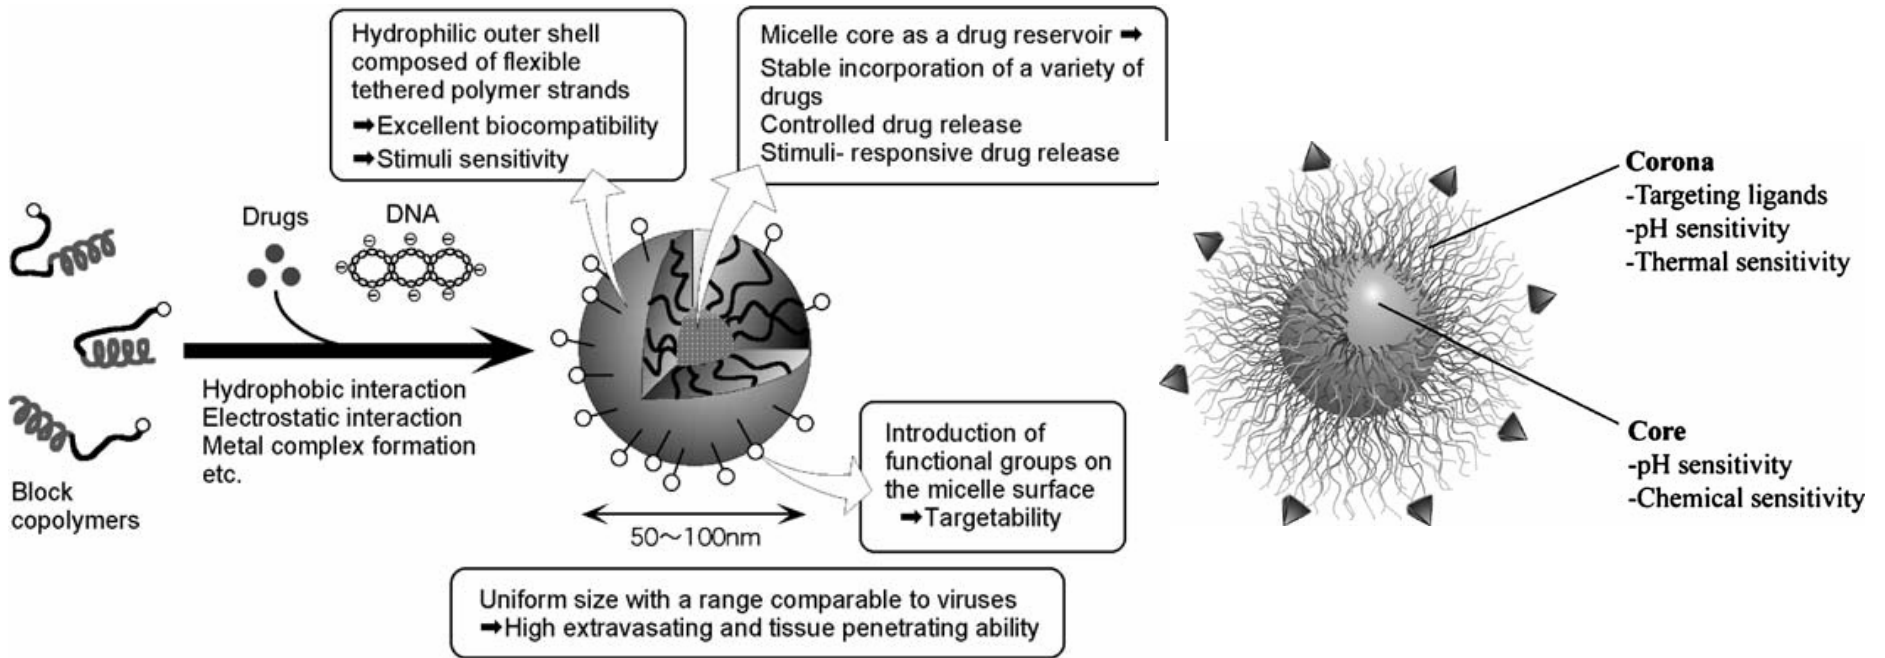 Hydrophilic outer shell
composed of flexible
tethered polymer strands
➡Excellent biocompatibility
➡Stimuli sensitivity
Micelle core as a drug reservoir ➡
Stable incorporation of a variety of
drugs
Controlled drug release
Stimuli- responsive drug release
Drugs
DNA
Hydrophobic interaction
Electrostatic interaction
Metal complex formation
etc.
Block
copolymers
50～100nm
Introduction of
functional groups on
the micelle surface
➡Targetability
Uniform size with a range comparable to viruses
➡High extravasating and tissue penetrating ability
Corona
-Targeting ligands
-pH sensitivity
-Thermal sensitivity
Core
-pH sensitivity
-Chemical sensitivity